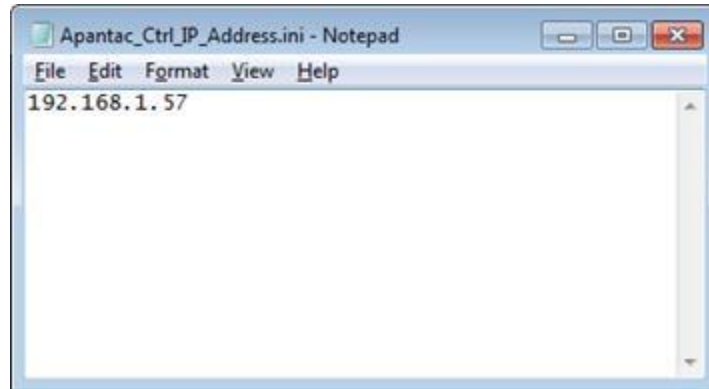 Apantac_Ctrl_IP_Address.ini - Notepad
File Edit Format View Help
192.168.1.57